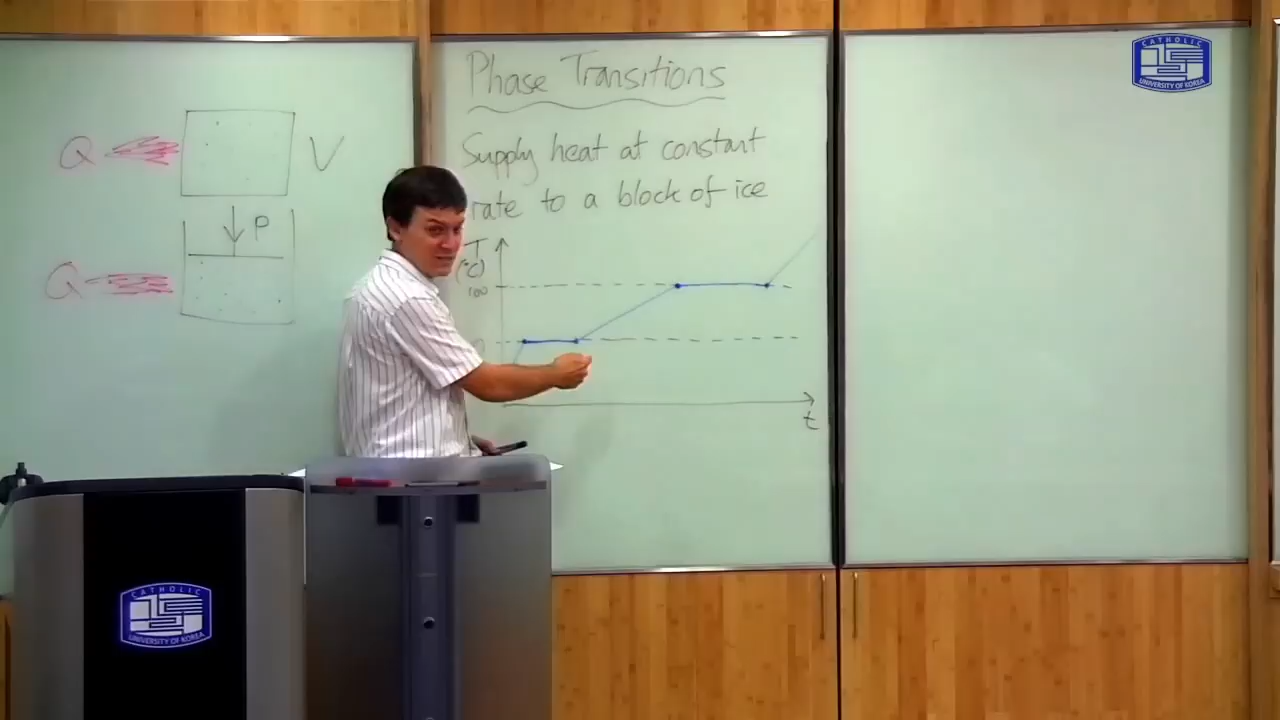 Q
V
P
Q
Phase Transitions
Supply heat at constant
rate to a block of ice
T
(°C)
100
0
t
CATHOLIC
UNIVERSITY OF KOREA
CATHOLIC
UNIVERSITY OF KOREA